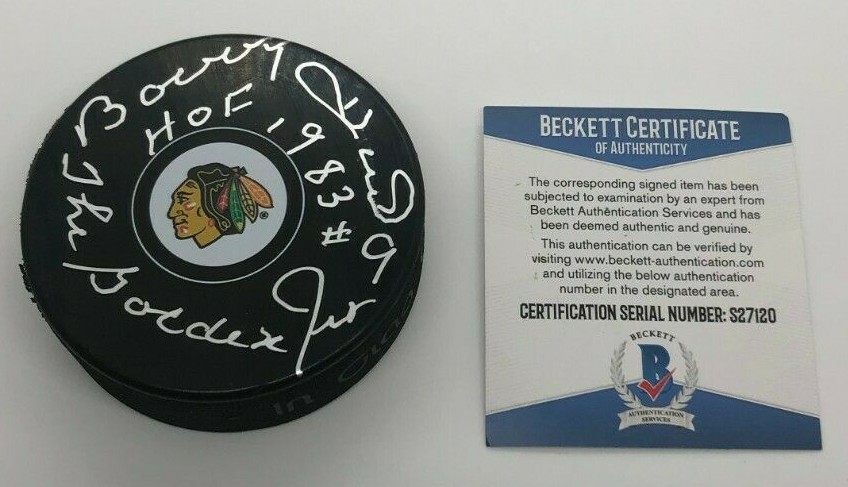 Bobby Hull
HOF 1983 #9
The Golden Jet
BECKETT CERTIFICATE
OF AUTHENTICITY
The corresponding signed item has been
subjected to examination by an expert from
Beckett Authentication Services and has
been deemed authentic and genuine.
This authentication can be verified by
visiting www.beckett-authentication.com
and utilizing the below authentication
number in the designated area.
CERTIFICATION SERIAL NUMBER: S27120
BECKETT
B
AUTHENTICATION
SERVICES